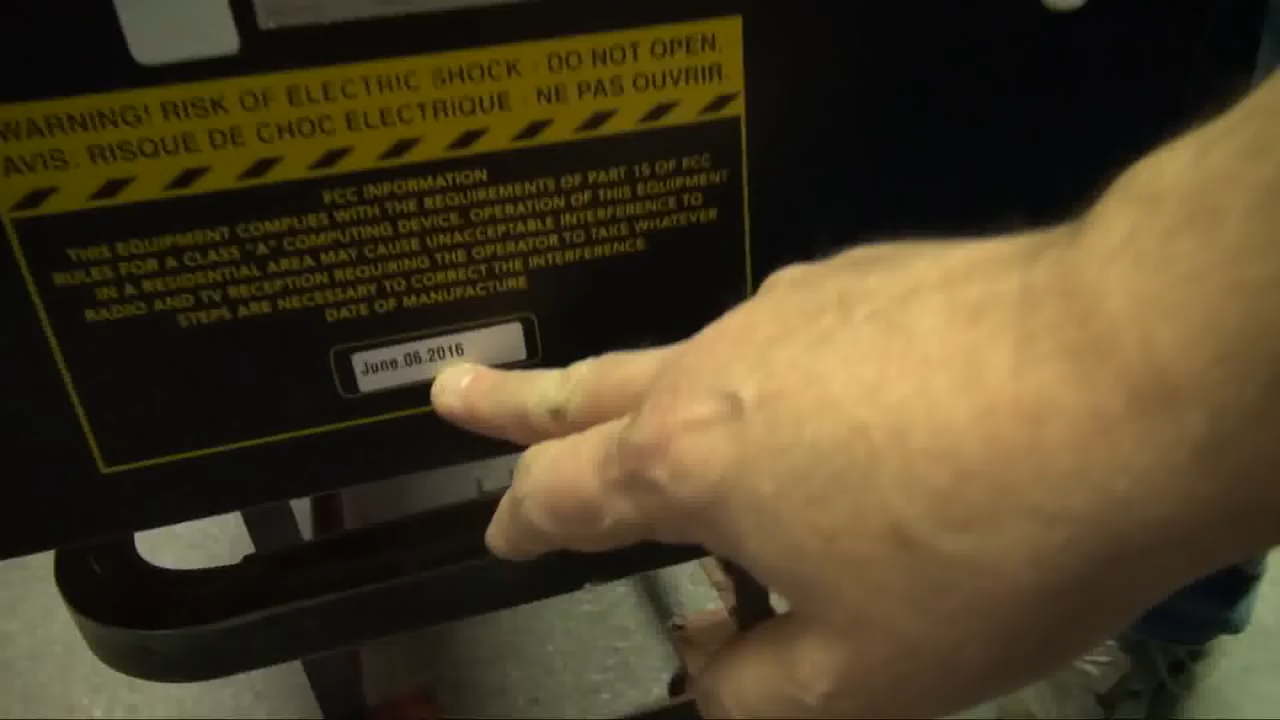 WARNING! RISK OF ELECTRIC SHOCK - DO NOT OPEN.
AVIS. RISQUE DE CHOC ELECTRIQUE - NE PAS OUVRIR.
FCC INFORMATION
THIS EQUIPMENT COMPLIES WITH THE REQUIREMENTS OF PART 15 OF FCC
RULES FOR A CLASS "A" COMPUTING DEVICE. OPERATION OF THIS EQUIPMENT
IN A RESIDENTIAL AREA MAY CAUSE UNACCEPTABLE INTERFERENCE TO
RADIO AND TV RECEPTION REQUIRING THE OPERATOR TO TAKE WHATEVER
STEPS ARE NECESSARY TO CORRECT THE INTERFERENCE.
DATE OF MANUFACTURE
June.06.2016